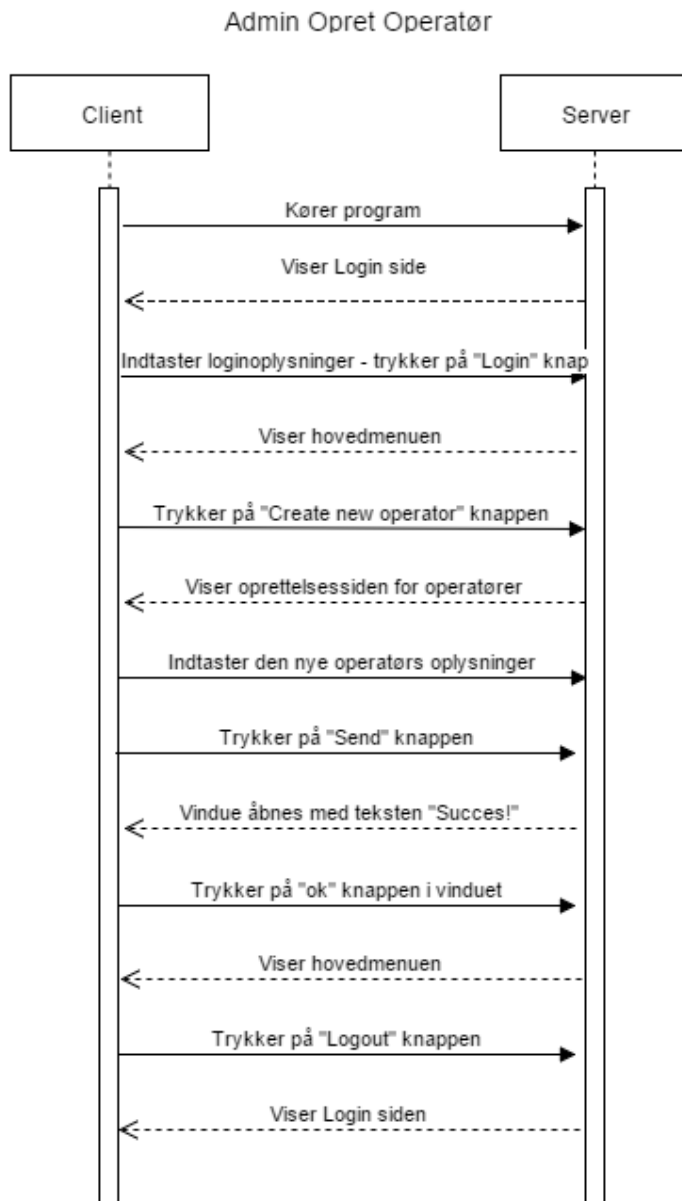 Admin Opret Operatør
Client
Server
Kører program
Viser Login side
Indtaster loginoplysninger - trykker på "Login" knap
Viser hovedmenuen
Trykker på "Create new operator" knappen
Viser oprettelsessiden for operatører
Indtaster den nye operatørs oplysninger
Trykker på "Send" knappen
Vindue åbnes med teksten "Succes!"
Trykker på "ok" knappen i vinduet
Viser hovedmenuen
Trykker på "Logout" knappen
Viser Login siden